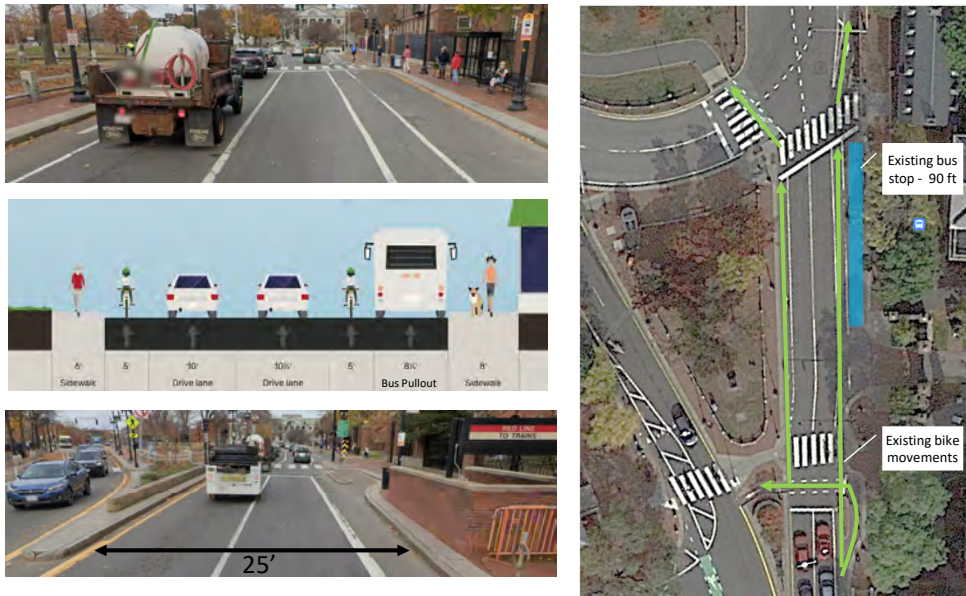 6'
5'
10'
10½'
5'
8½'
8'
Sidewalk
Drive lane
Drive lane
Bus Pullout
Sidewalk
RED LINE
TO TRAINS
25'
Existing bus
stop - 90 ft
Existing bike
movements